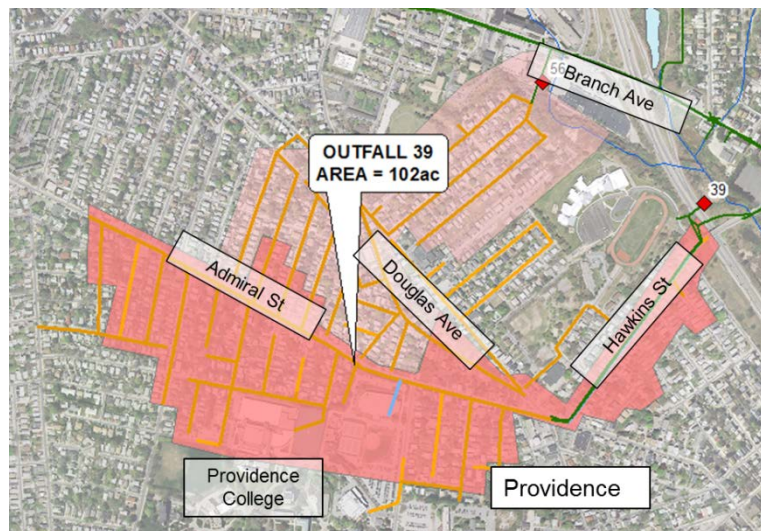 56
Branch Ave
OUTFALL 39
AREA = 102ac
39
Admiral St
Douglas Ave
Hawkins St
Providence
College
Providence